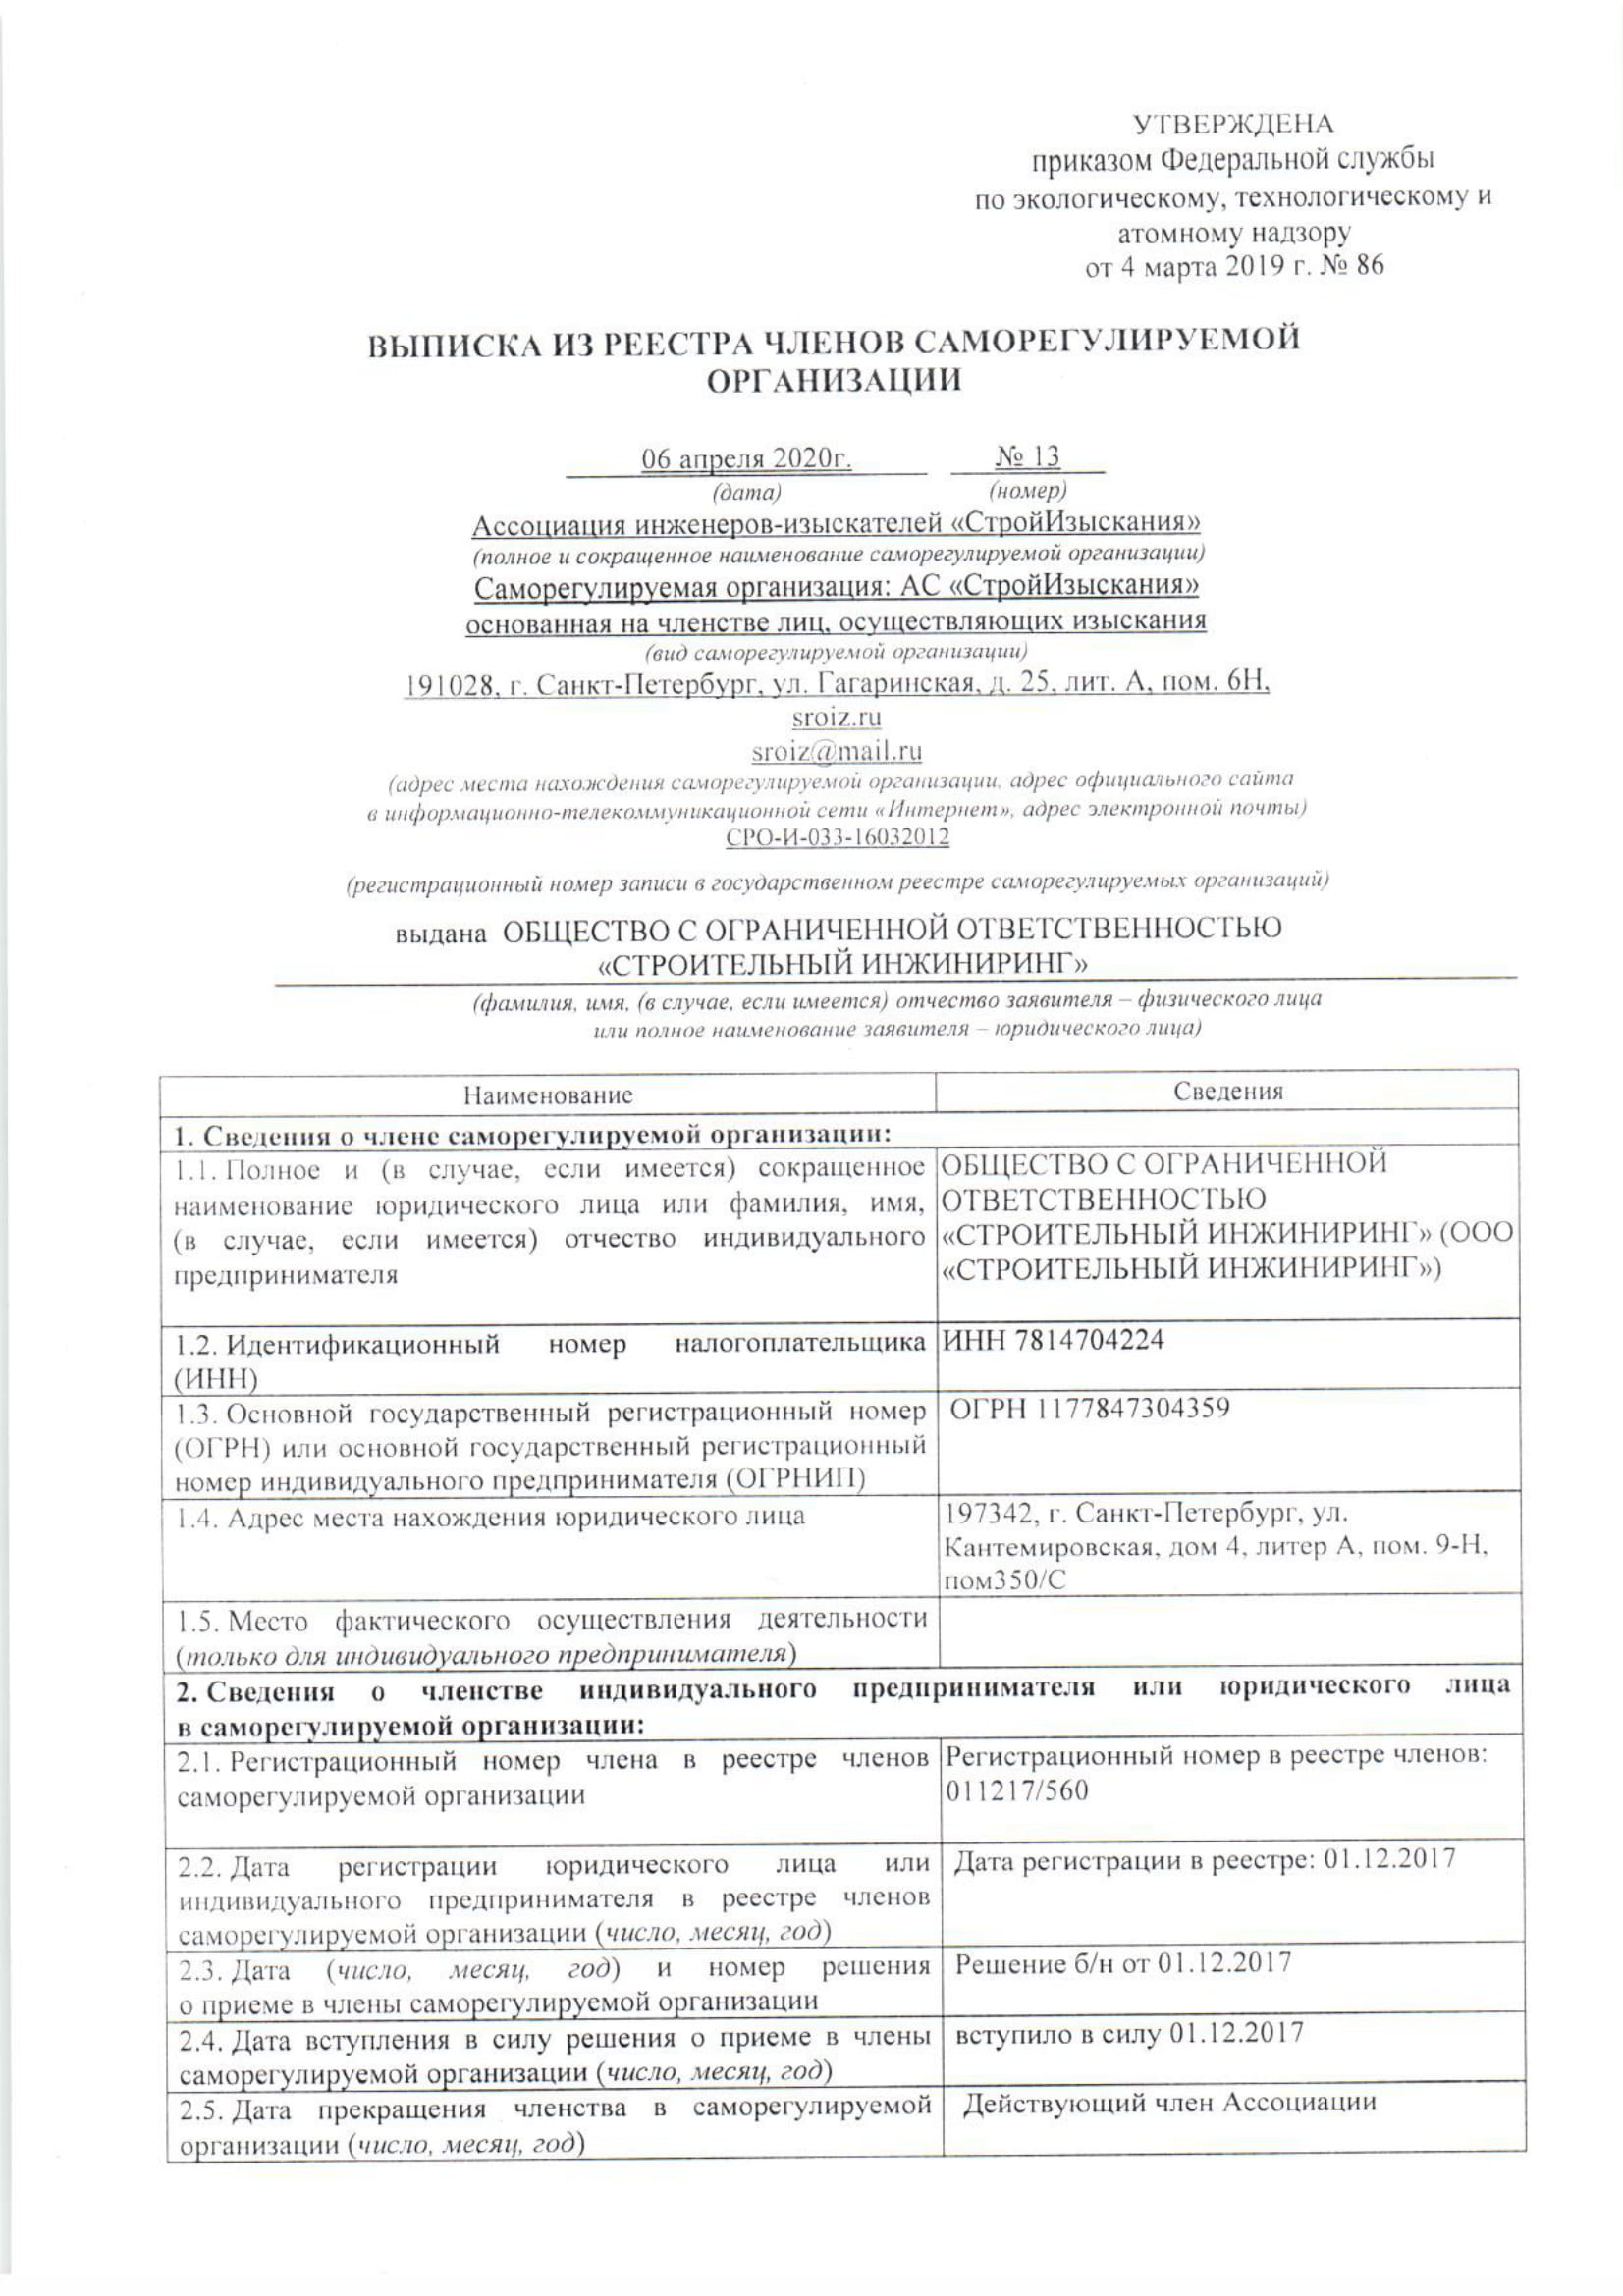 УТВЕРЖДЕНА
приказом Федеральной службы
по экологическому, технологическому и
атомному надзору
от 4 марта 2019 г. № 86
ВЫПИСКА ИЗ РЕЕСТРА ЧЛЕНОВ САМОРЕГУЛИРУЕМОЙ
ОРГАНИЗАЦИИ
06 апреля 2020г. № 13
(дата) (номер)
Ассоциация инженеров-изыскателей «СтройИзыскания»
(полное и сокращенное наименование саморегулируемой организации)
Саморегулируемая организация: АС «СтройИзыскания»
основанная на членстве лиц, осуществляющих изыскания
(вид саморегулируемой организации)
191028, г. Санкт-Петербург, ул. Гагаринская, д. 25, лит. А, пом. 6Н,
sroiz.ru
sroiz@mail.ru
(адрес места нахождения саморегулируемой организации, адрес официального сайта
в информационно-телекоммуникационной сети «Интернет», адрес электронной почты)
СРО-И-033-16032012
(регистрационный номер записи в государственном реестре саморегулируемых организаций)
выдана ОБЩЕСТВО С ОГРАНИЧЕННОЙ ОТВЕТСТВЕННОСТЬЮ
«СТРОИТЕЛЬНЫЙ ИНЖИНИРИНГ»
(фамилия, имя, (в случае, если имеется) отчество заявителя – физического лица
или полное наименование заявителя – юридического лица)
Наименование Сведения
1. Сведения о члене саморегулируемой организации:
1.1. Полное и (в случае, если имеется) сокращенное
наименование юридического лица или фамилия, имя,
(в случае, если имеется) отчество индивидуального
предпринимателя
ОБЩЕСТВО С ОГРАНИЧЕННОЙ
ОТВЕТСТВЕННОСТЬЮ
«СТРОИТЕЛЬНЫЙ ИНЖИНИРИНГ» (ООО
«СТРОИТЕЛЬНЫЙ ИНЖИНИРИНГ»)
1.2. Идентификационный номер налогоплательщика
(ИНН)
ИНН 7814704224
1.3. Основной государственный регистрационный номер
(ОГРН) или основной государственный регистрационный
номер индивидуального предпринимателя (ОГРНИП)
ОГРН 1177847304359
1.4. Адрес места нахождения юридического лица
197342, г. Санкт-Петербург, ул.
Кантемировская, дом 4, литер А, пом. 9-Н,
пом350/С
1.5. Место фактического осуществления деятельности
(только для индивидуального предпринимателя)
2. Сведения о членстве индивидуального предпринимателя или юридического лица
в саморегулируемой организации:
2.1. Регистрационный номер члена в реестре членов
саморегулируемой организации
Регистрационный номер в реестре членов:
011217/560
2.2. Дата регистрации юридического лица или
индивидуального предпринимателя в реестре членов
саморегулируемой организации (число, месяц, год)
Дата регистрации в реестре: 01.12.2017
2.3. Дата (число, месяц, год) и номер решения
о приеме в члены саморегулируемой организации
Решение б/н от 01.12.2017
2.4. Дата вступления в силу решения о приеме в члены
саморегулируемой организации (число, месяц, год)
вступило в силу 01.12.2017
2.5. Дата прекращения членства в саморегулируемой
организации (число, месяц, год)
Действующий член Ассоциации